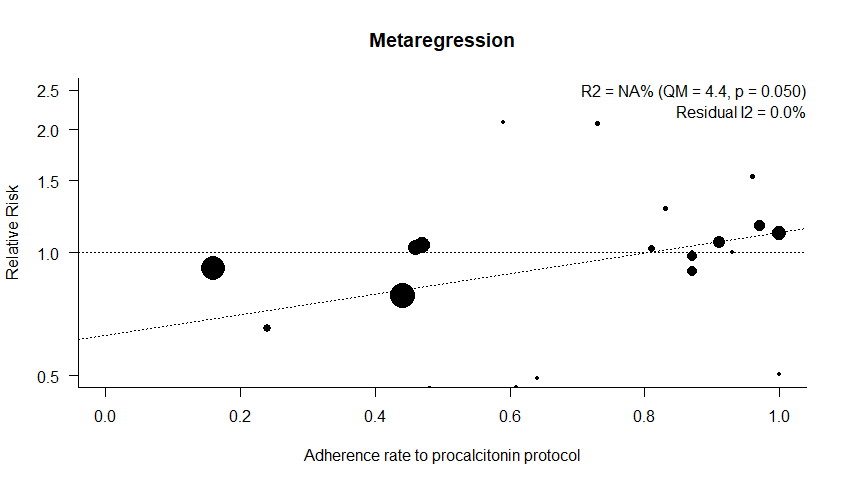 Metaregression
R2 = NA% (QM = 4.4, p = 0.050)
Residual I2 = 0.0%
2.5
2.0
1.5
1.0
0.5
Relative Risk
0.0 0.2 0.4 0.6 0.8 1.0
Adherence rate to procalcitonin protocol